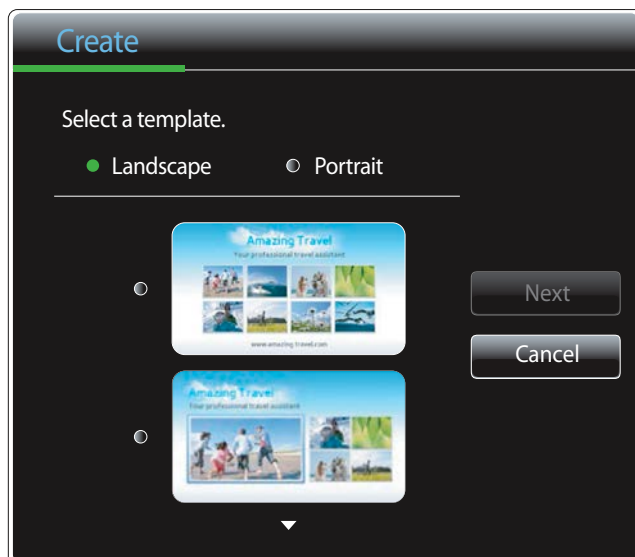 Create
Select a template.
Landscape
Portrait
Amazing Travel
Your professional travel assistant
www.amazing travel.com
Next
Cancel
Amazing Travel
Your professional travel assistant